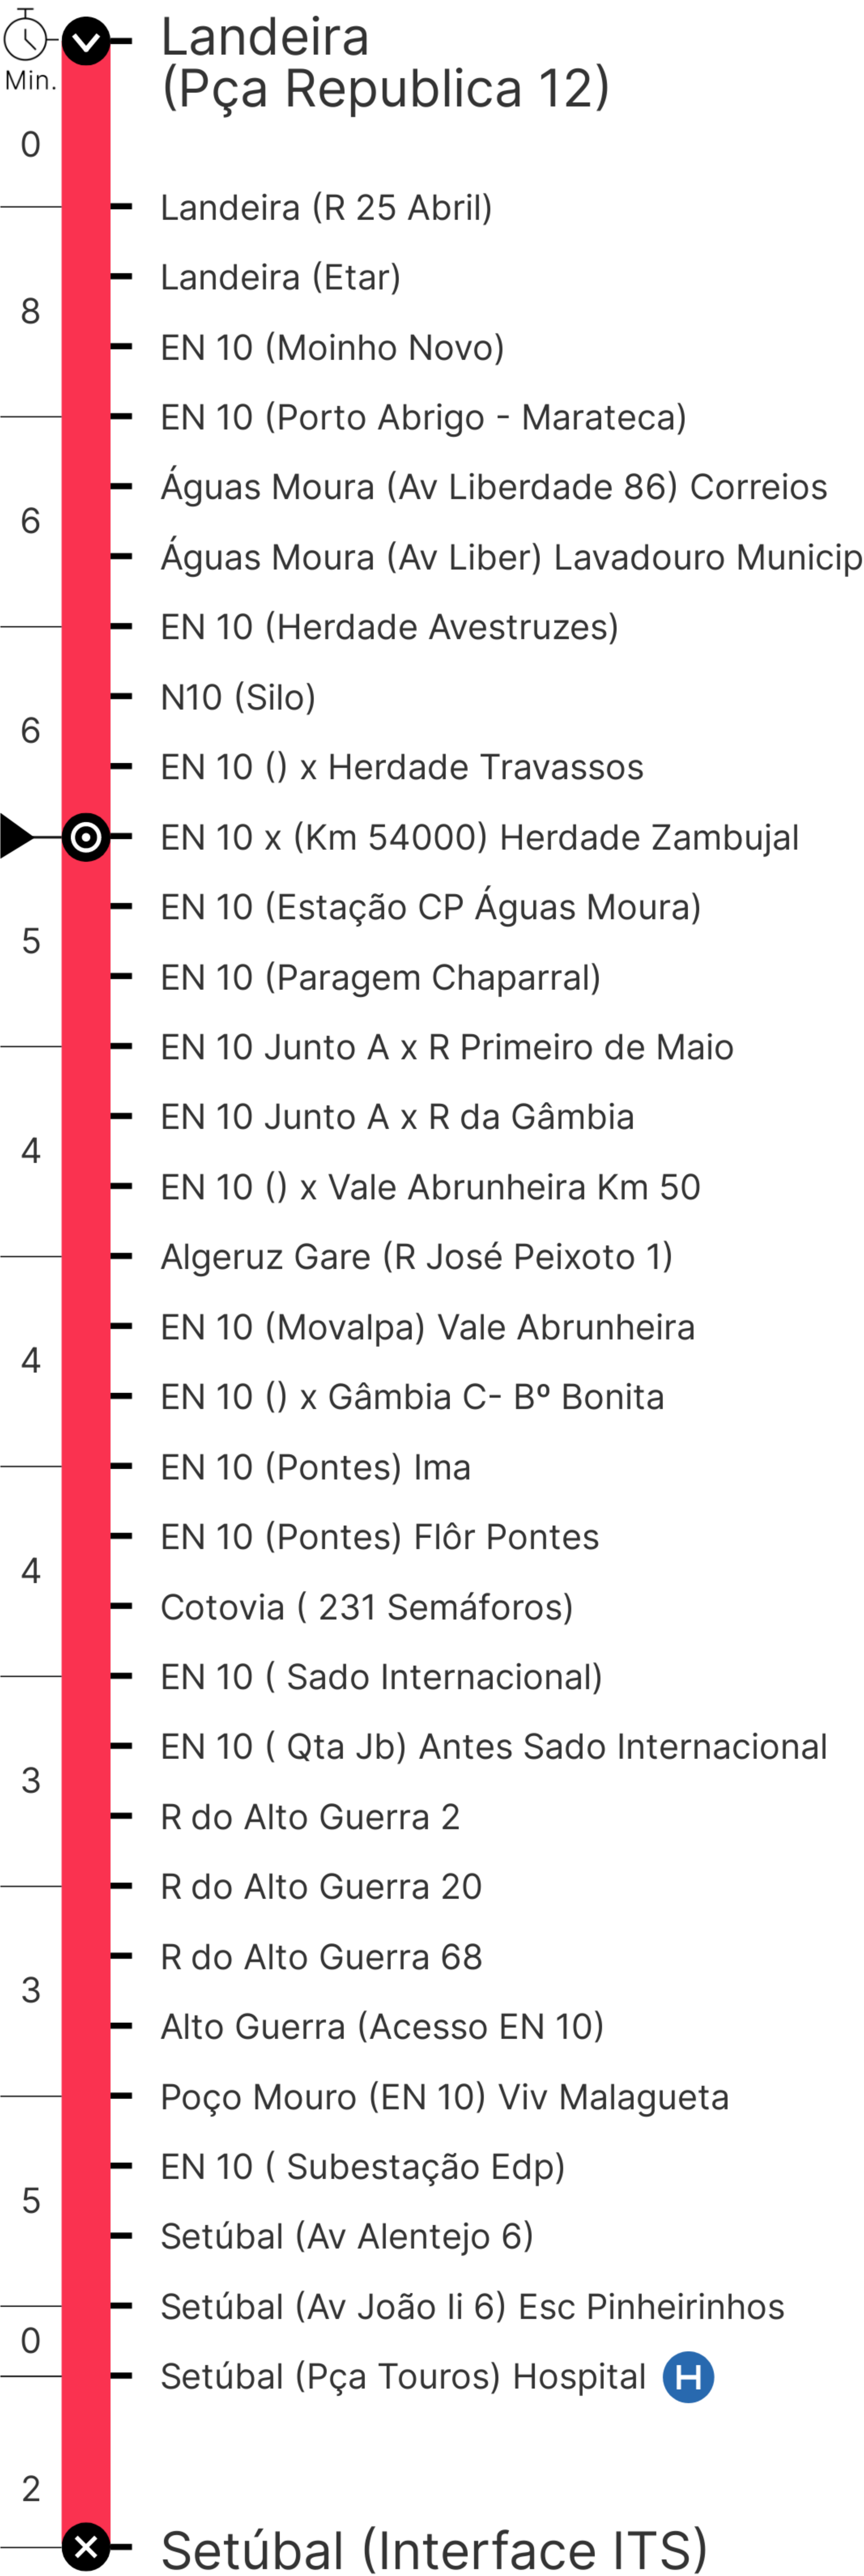 Landeira
(Pça Republica 12)
Min.
0
Landeira (R 25 Abril)
Landeira (Etar)
8
EN 10 (Moinho Novo)
EN 10 (Porto Abrigo - Marateca)
Águas Moura (Av Liberdade 86) Correios
6
Águas Moura (Av Liber) Lavadouro Municip
EN 10 (Herdade Avestruzes)
N10 (Silo)
6
EN 10 () x Herdade Travassos
EN 10 x (Km 54000) Herdade Zambujal
EN 10 (Estação CP Águas Moura)
5
EN 10 (Paragem Chaparral)
EN 10 Junto A x R Primeiro de Maio
EN 10 Junto A x R da Gâmbia
4
EN 10 () x Vale Abrunheira Km 50
Algeruz Gare (R José Peixoto 1)
EN 10 (Movalpa) Vale Abrunheira
4
EN 10 () x Gâmbia C- Bº Bonita
EN 10 (Pontes) Ima
EN 10 (Pontes) Flôr Pontes
4
Cotovia ( 231 Semáforos)
EN 10 ( Sado Internacional)
EN 10 ( Qta Jb) Antes Sado Internacional
3
R do Alto Guerra 2
R do Alto Guerra 20
R do Alto Guerra 68
3
Alto Guerra (Acesso EN 10)
Poço Mouro (EN 10) Viv Malagueta
EN 10 ( Subestação Edp)
5
Setúbal (Av Alentejo 6)
Setúbal (Av João Ii 6) Esc Pinheirinhos
0
Setúbal (Pça Touros) Hospital H
2
Setúbal (Interface ITS)